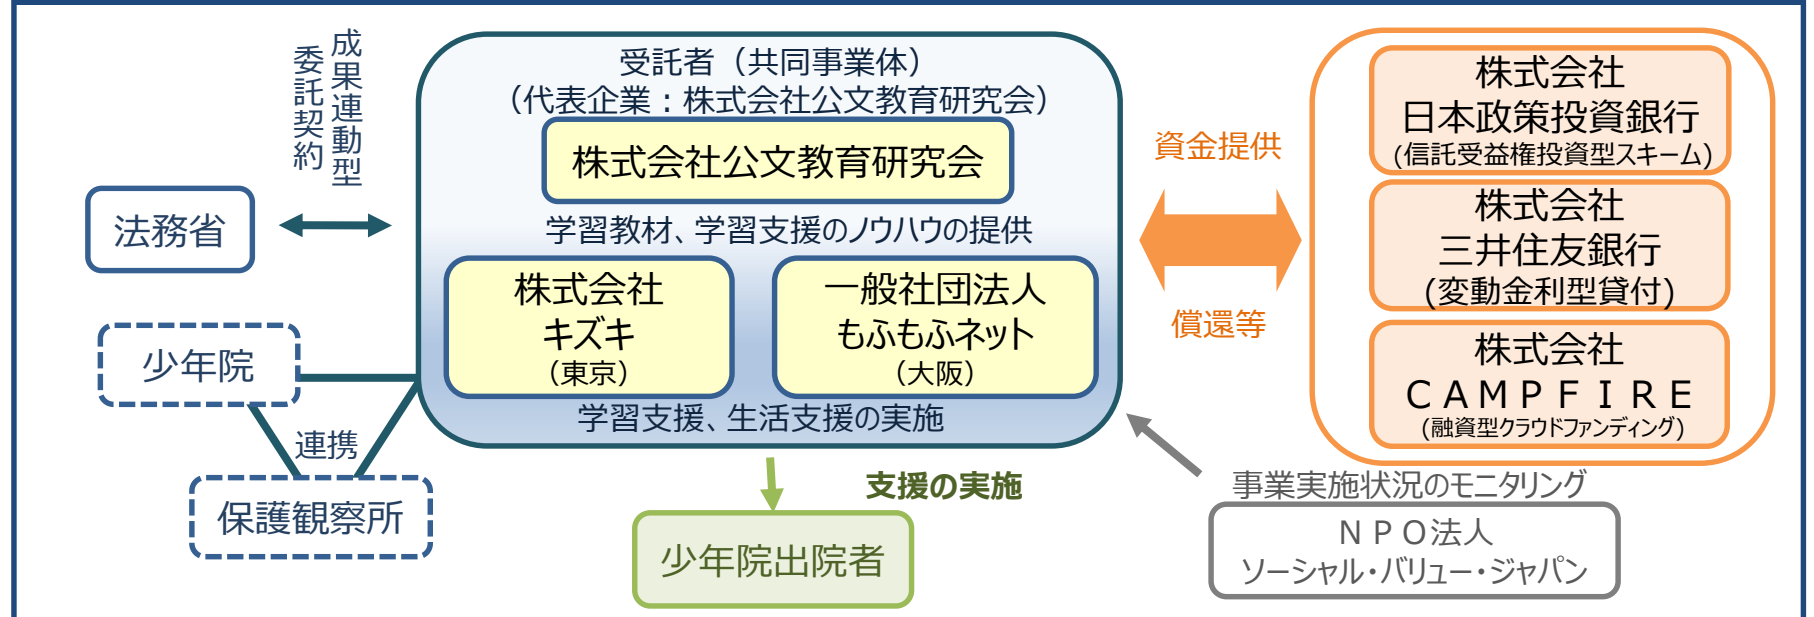 成果連動型
委託契約
法務省
少年院
連携
保護観察所
受託者（共同事業体）
（代表企業：株式会社公文教育研究会）
株式会社公文教育研究会
学習教材、学習支援のノウハウの提供
株式会社
キズキ
（東京）
一般社団法人
もふもふネット
（大阪）
学習支援、生活支援の実施
支援の実施
少年院出院者
資金提供
償還等
株式会社
日本政策投資銀行
(信託受益権投資型スキーム)
株式会社
三井住友銀行
(変動金利型貸付)
株式会社
ＣＡＭＰＦＩＲＥ
(融資型クラウドファンディング)
事業実施状況のモニタリング
ＮＰＯ法人
ソーシャル・バリュー・ジャパン